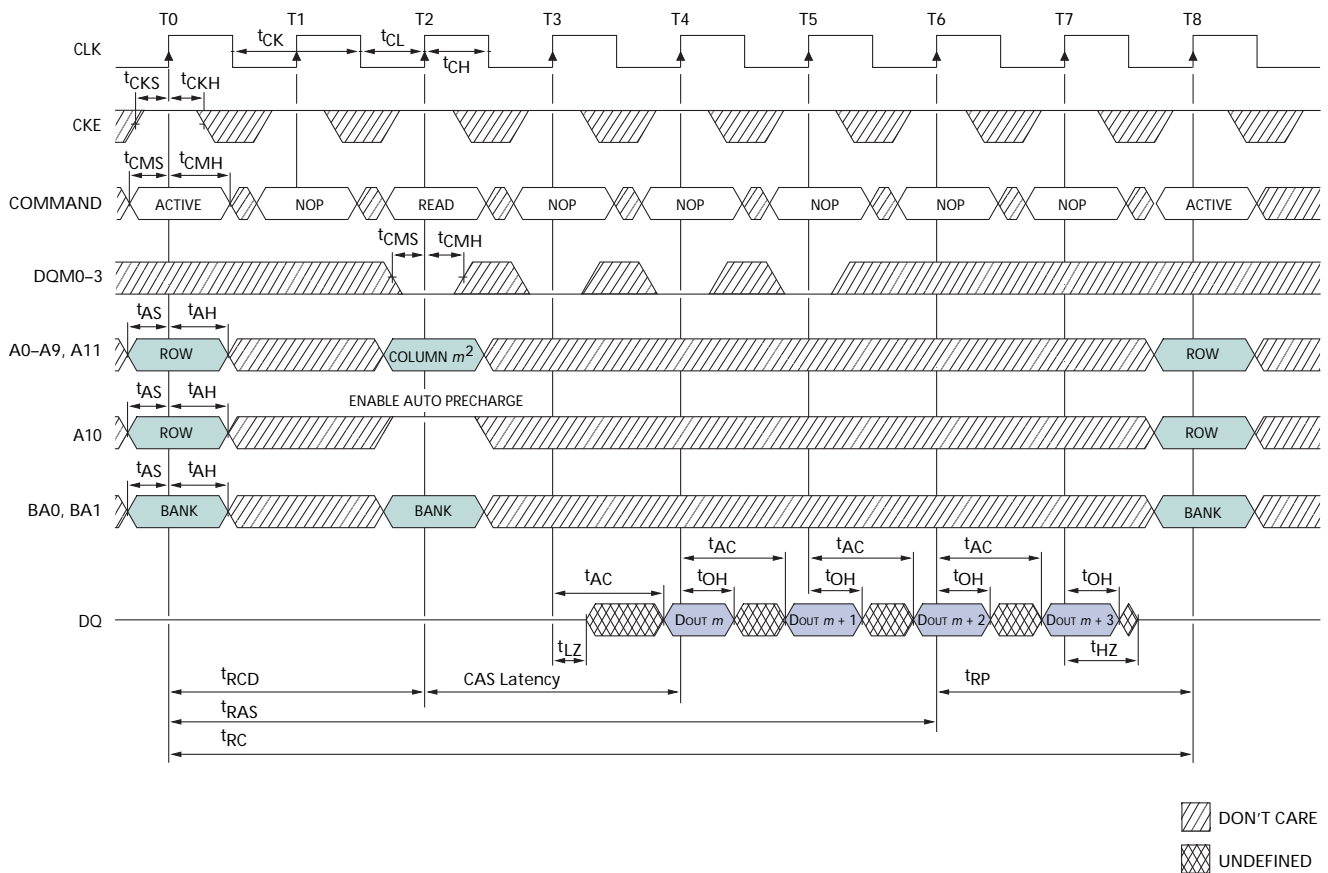 T0 T1 T2 T3 T4 T5 T6 T7 T8
CLK
tCK tCL
tCH
tCKS tCKH
CKE
tCMS tCMH
COMMAND ACTIVE NOP READ NOP NOP NOP NOP NOP ACTIVE
tCMS tCMH
DQM0–3
tAS tAH
A0–A9, A11 ROW COLUMN m2 ROW
tAS tAH ENABLE AUTO PRECHARGE
A10 ROW ROW
tAS tAH
BA0, BA1 BANK BANK BANK
tAC tAC tAC
tAC tOH tOH tOH tOH
DQ DOUT m DOUT m + 1 DOUT m + 2 DOUT m + 3
tLZ tHZ
tRCD CAS Latency tRP
tRAS
tRC
DON'T CARE
UNDEFINED